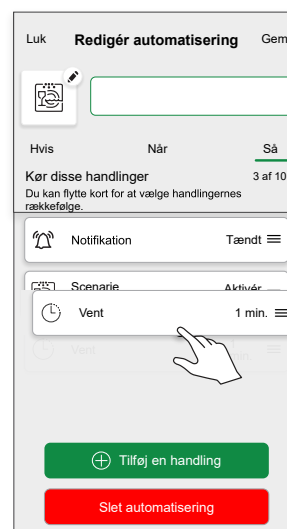 Luk Redigér automatisering Gem
Hvis Når Så
Kør disse handlinger 3 af 10
Du kan flytte kort for at vælge handlingernes
rækkefølge.
Notifikation Tændt
Scenarie Aktivér
Vent 1 min.
Vent min.
Tilføj en handling
Slet automatisering